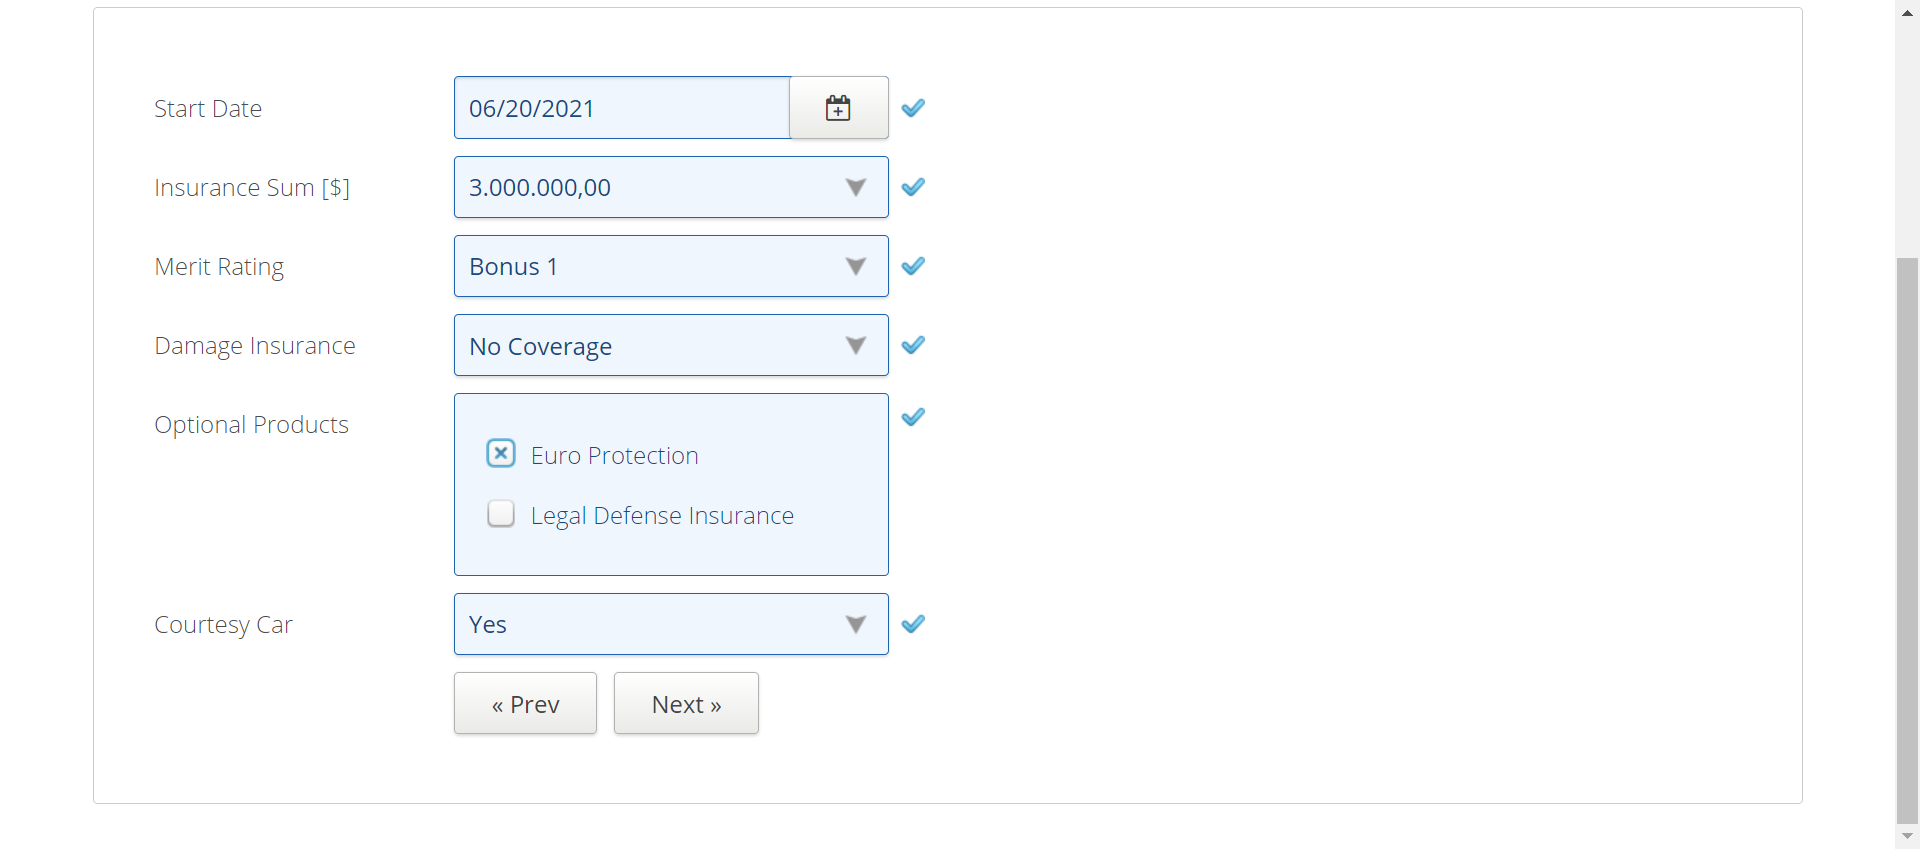 Start Date 06/20/2021
Insurance Sum [$] 3.000.000,00
Merit Rating Bonus 1
Damage Insurance No Coverage
Optional Products
Euro Protection
Legal Defense Insurance
Courtesy Car Yes
« Prev Next »